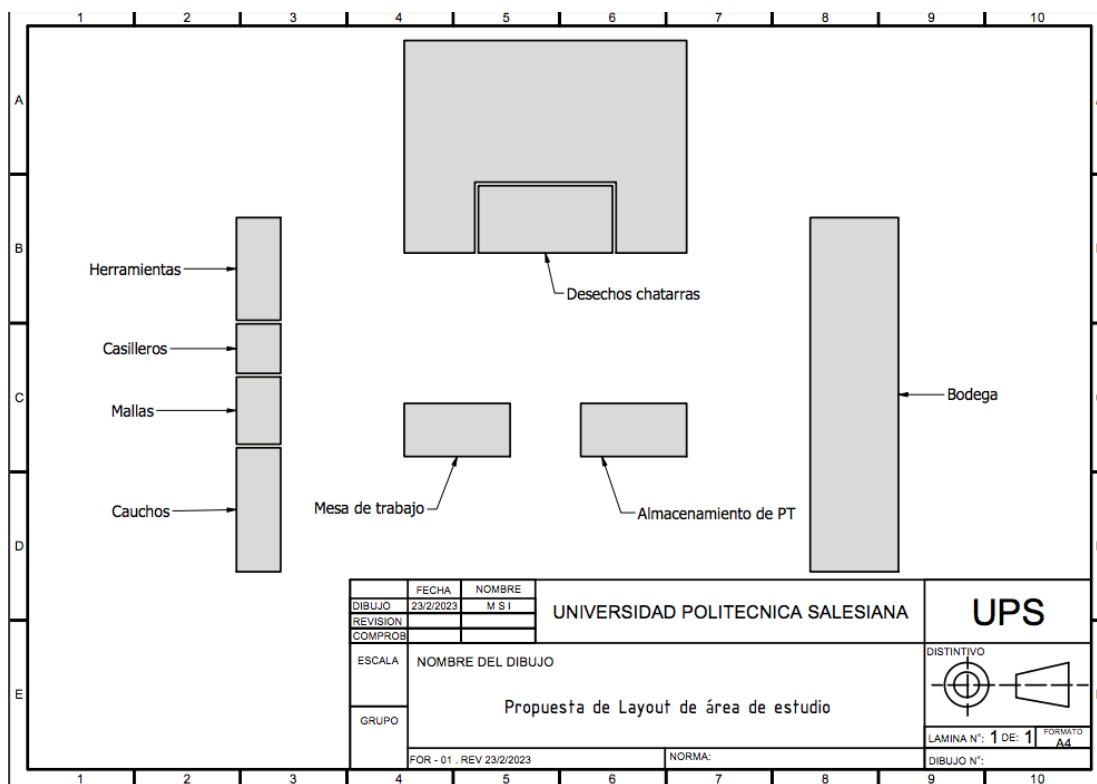 1 2 3 4 5 6 7 8 9 10
A
B
C
D
E
Herramientas
Casilleros
Mallas
Cauchos
Desechos chatarras
Mesa de trabajo
Almacenamiento de PT
Bodega
FECHA NOMBRE
DIBUJO 23/2/2023 M S I
REVISION
COMPROB
UNIVERSIDAD POLITECNICA SALESIANA
UPS
ESCALA
NOMBRE DEL DIBUJO
Propuesta de Layout de área de estudio
GRUPO
DISTINTIVO
LAMINA N°: 1 DE: 1
FORMATO
A4
FOR - 01 . REV 23/2/2023
NORMA:
DIBUJO N°:
1 2 3 4 5 6 7 8 9 10